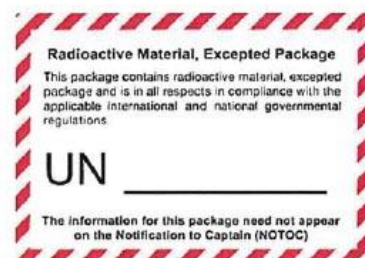 Radioactive Material, Excepted Package
This package contains radioactive material, excepted
package and is in all respects in compliance with the
applicable international and national governmental
regulations.
UN
The information for this package need not appear
on the Notification to Captain (NOTOC)